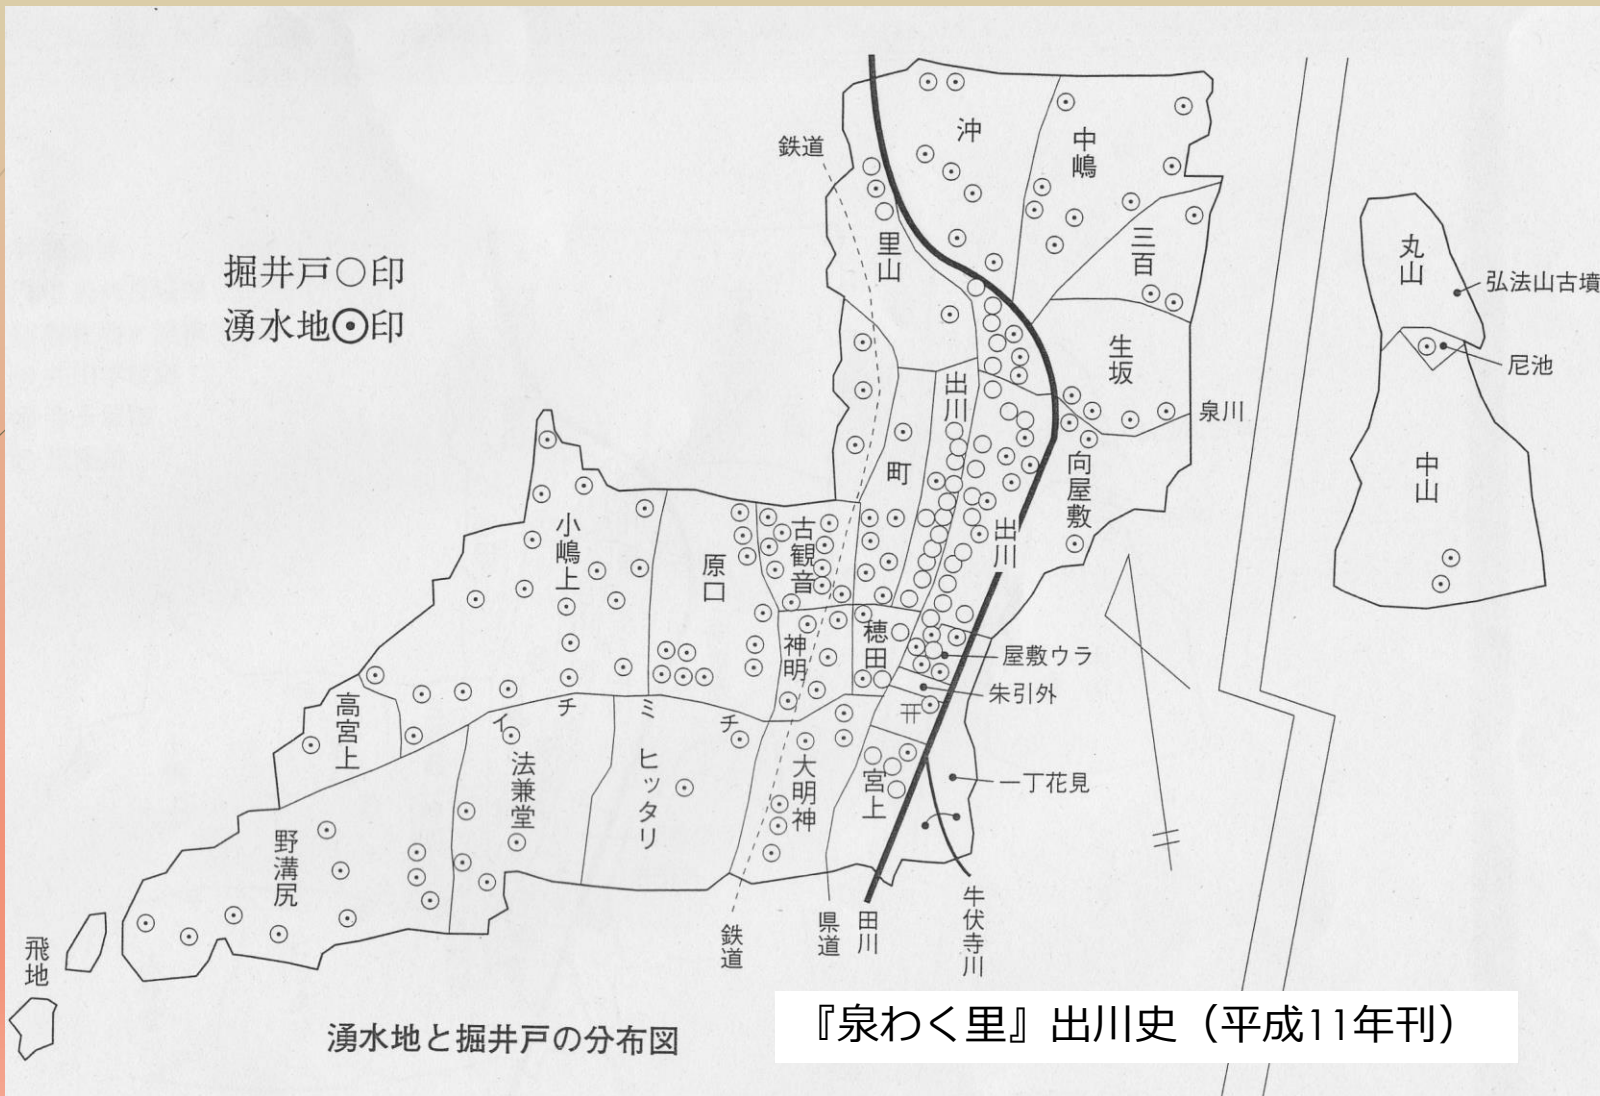 掘井戸○印
湧水地◉印
鉄道
沖
中嶋
里山
三百
生坂
泉川
丸山
弘法山古墳
尼池
中山
出川
町
向屋敷
出川
小嶋上
原口
古観音
神明
穂田
屋敷ウラ
朱引外
高宮上
イチミチ
法兼堂
ヒッタリ
大明神
宮上
一丁花見
野溝尻
飛地
鉄道
県道
田川
牛伏寺川
湧水地と掘井戸の分布図
『泉わく里』出川史（平成11年刊）